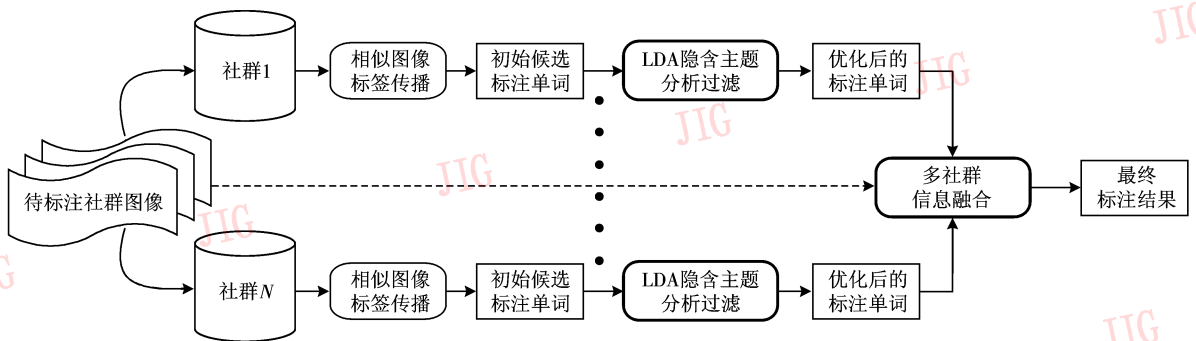 社群1
相似图像
标签传播
初始候选
标注单词
LDA隐含主题
分析过滤
优化后的
标注单词
待标注社群图像
多社群
信息融合
最终
标注结果
社群N
相似图像
标签传播
初始候选
标注单词
LDA隐含主题
分析过滤
优化后的
标注单词
JIG
JIG
JIG
JIG
JIG
JIG